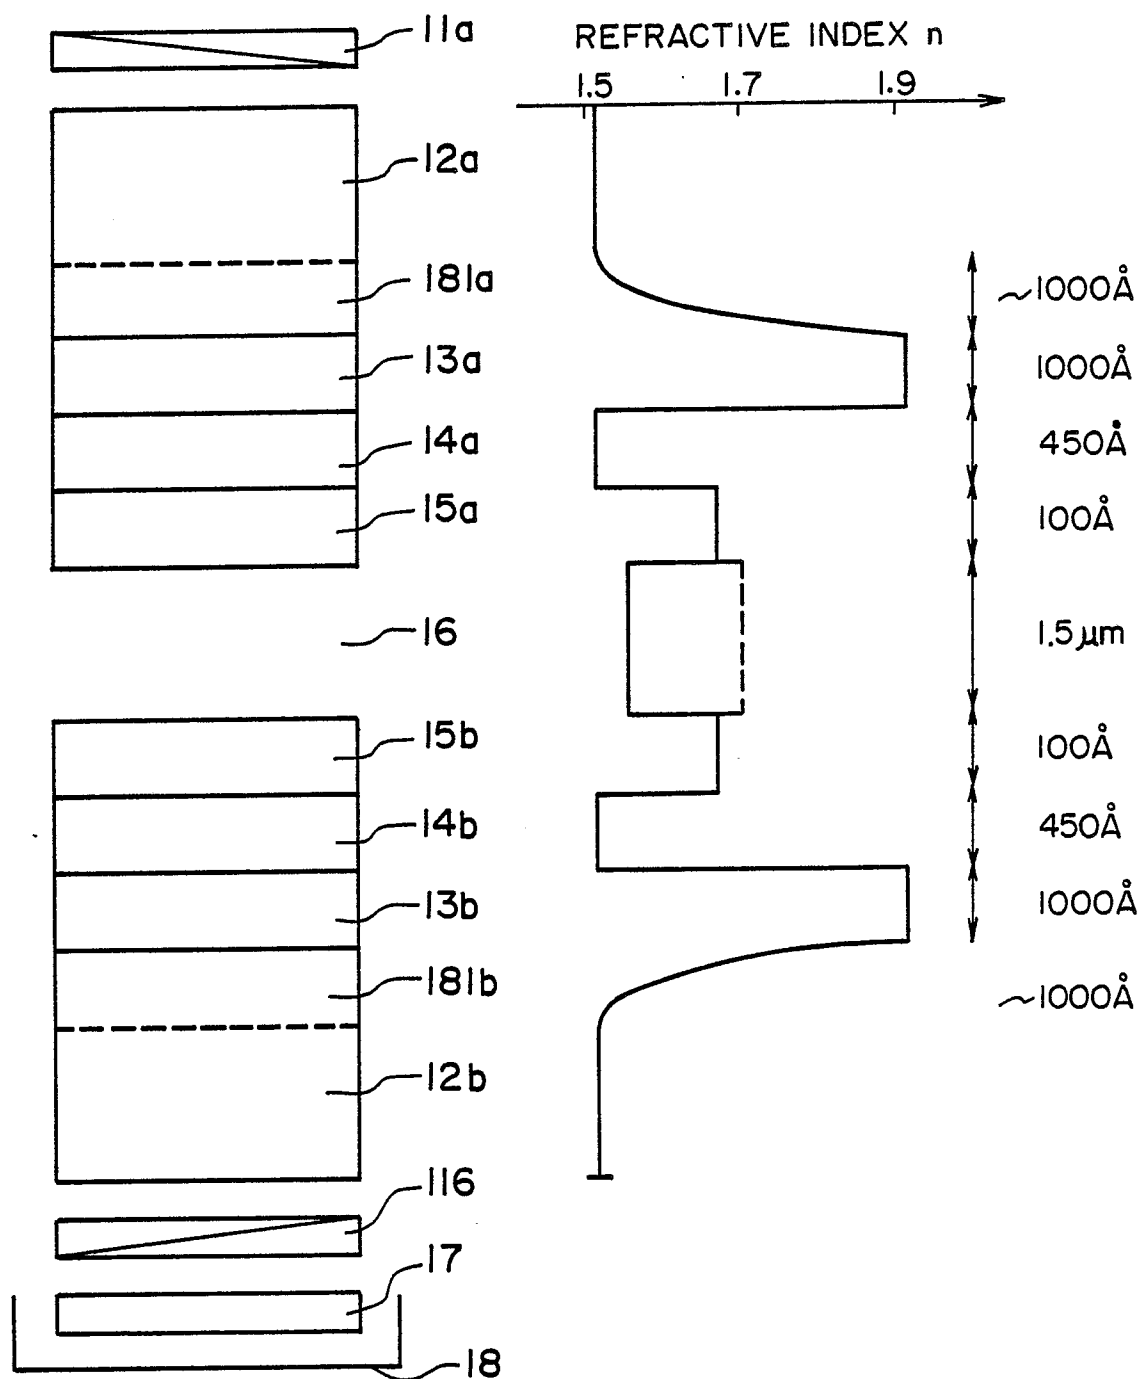 11a
REFRACTIVE INDEX n
1.5 1.7 1.9
12a
181a
~1000Å
13a
1000Å
14a
450Å
15a
100Å
16
1.5μm
15b
100Å
14b
450Å
13b
1000Å
181b
~1000Å
12b
116
17
18